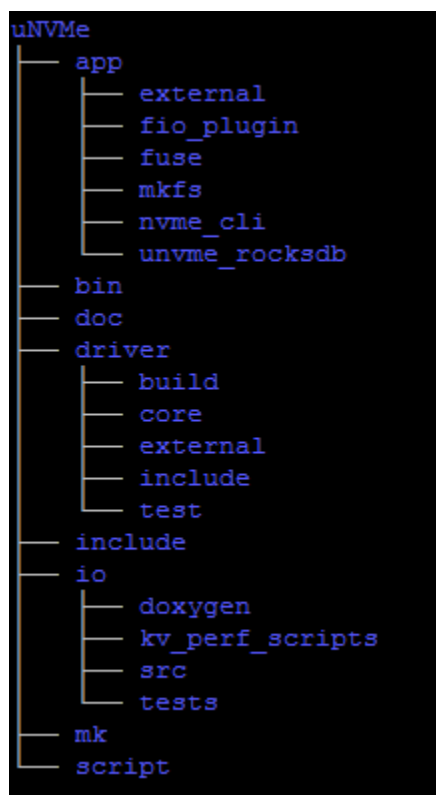 uNVMe
app
external
fio_plugin
fuse
mkfs
nvme_cli
unvme_rocksdb
bin
doc
driver
build
core
external
include
test
include
io
doxygen
kv_perf_scripts
src
tests
mk
script